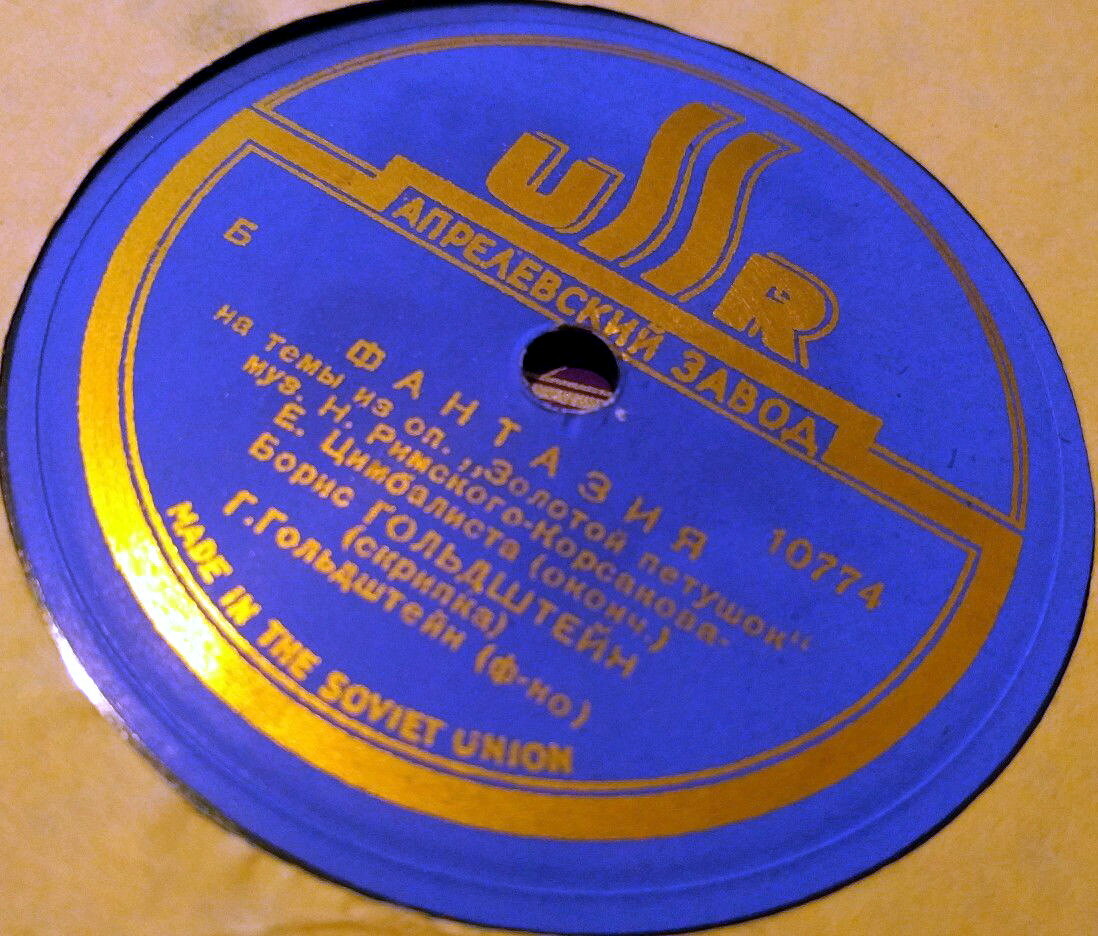 USSR
АПРЕЛЕВСКИЙ ЗАВОД
Б
ФАНТАЗИЯ 10774
на темы из оп. „Золотой петушок“
муз. Н. Римского-Корсакова-
Е. Цимбалиста (оконч.)
Борис ГОЛЬДШТЕЙН
(скрипка)
Г.Гольдштейн (ф-но)
MADE IN THE SOVIET UNION